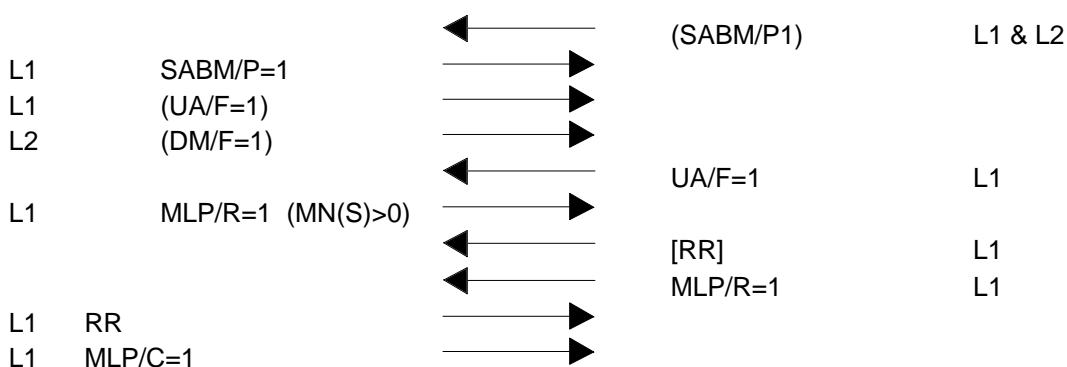 (SABM/P1) L1 & L2
L1 SABM/P=1
L1 (UA/F=1)
L2 (DM/F=1)
UA/F=1 L1
L1 MLP/R=1 (MN(S)>0)
[RR] L1
MLP/R=1 L1
L1 RR
L1 MLP/C=1